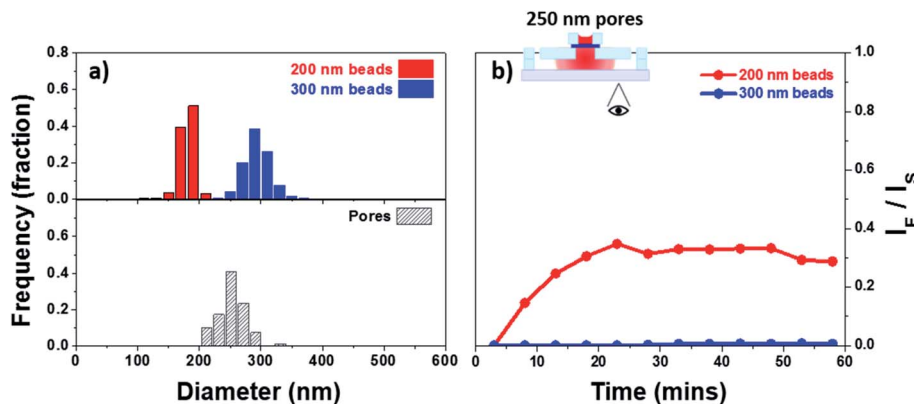 250 nm pores
a)
200 nm beads
300 nm beads
0.8
0.6
0.4
0.2
0.0
Pores
0.4
0.2
0.0
0 100 200 300 400 500 600
Diameter (nm)
Frequency (fraction)
b)
200 nm beads
300 nm beads
1.0
0.8
0.6
0.4
0.2
0.0
0 10 20 30 40 50 60
Time (mins)
I_F / I_S